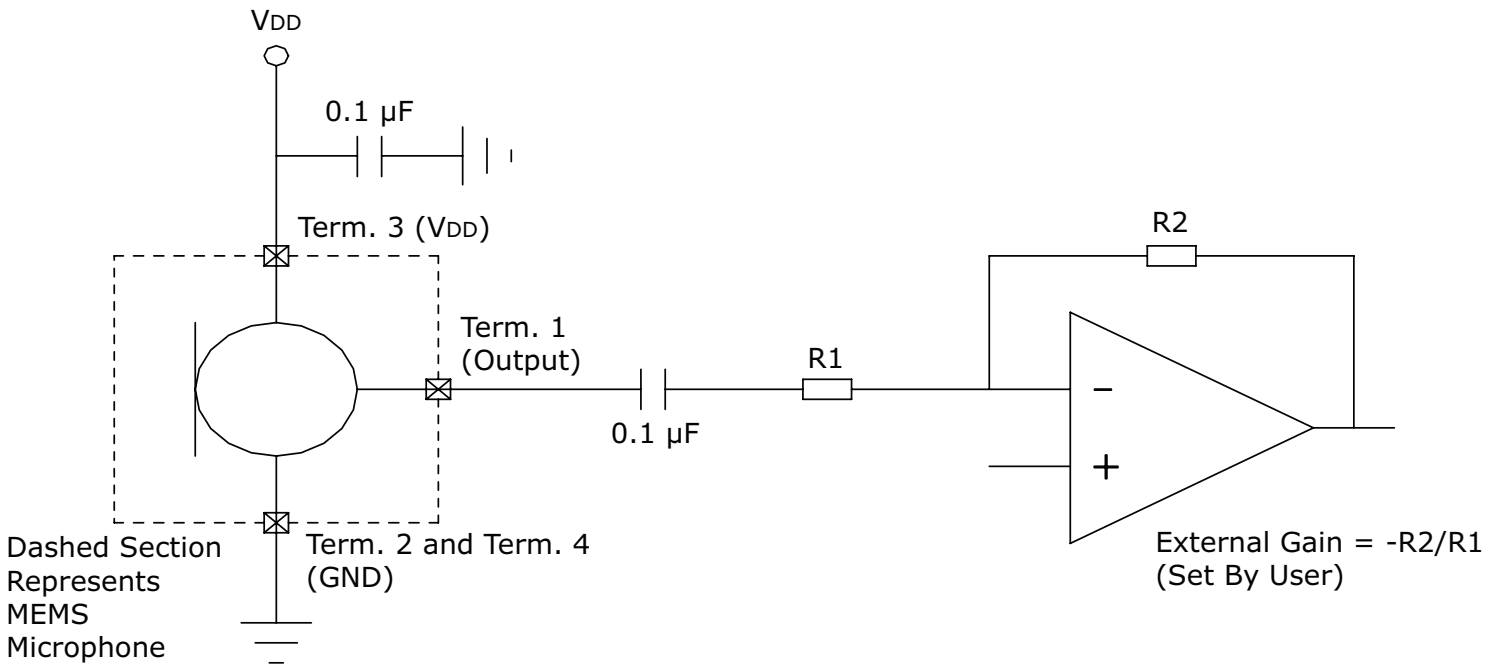 VDD
0.1 µF
Term. 3 (VDD)
R2
Term. 1
(Output)
R1
0.1 µF
−
+
Term. 2 and Term. 4
(GND)
Dashed Section
Represents
MEMS
Microphone
External Gain = -R2/R1
(Set By User)